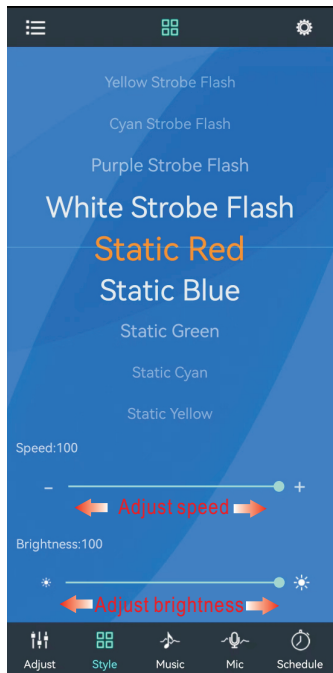 Yellow Strobe Flash
Cyan Strobe Flash
Purple Strobe Flash
White Strobe Flash
Static Red
Static Blue
Static Green
Static Cyan
Static Yellow
Speed:100
Adjust speed
Brightness:100
Adjust brightness
Adjust Style Music Mic Schedule